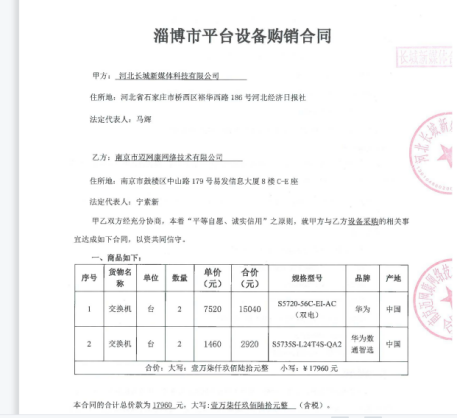 淄博市平台设备购销合同
甲方：河北长城新媒体科技有限公司
住所地：河北省石家庄市桥西区裕华西路 186 号河北经济日报社
法定代表人：马辉
乙方：南京市迈网康网络技术有限公司
住所地：南京市鼓楼区中山路 179 号易发信息大厦 8 楼 C-E 座
法定代表人：宁素新
甲乙双方经充分协商，本着“平等自愿、诚实信用”之原则，就甲方与乙方设备采购的相关事
宜达成如下合同，以资共同信守。
一、商品如下：
序号 货物名称 单位 数量 单价（元） 合价（元） 规格型号 品牌 产地
1 交换机 台 2 7520 15040 S5720-56C-EI-AC（双电） 华为 中国
2 交换机 台 2 1460 2920 S5735S-L24T4S-QA2 华为数通智选 中国
合价：大写：壹万柒仟玖佰陆拾元整 小写：¥17960 元
本合同的合计总价款为 17960 元，大写：壹万柒仟玖佰陆拾元整 （含税）。